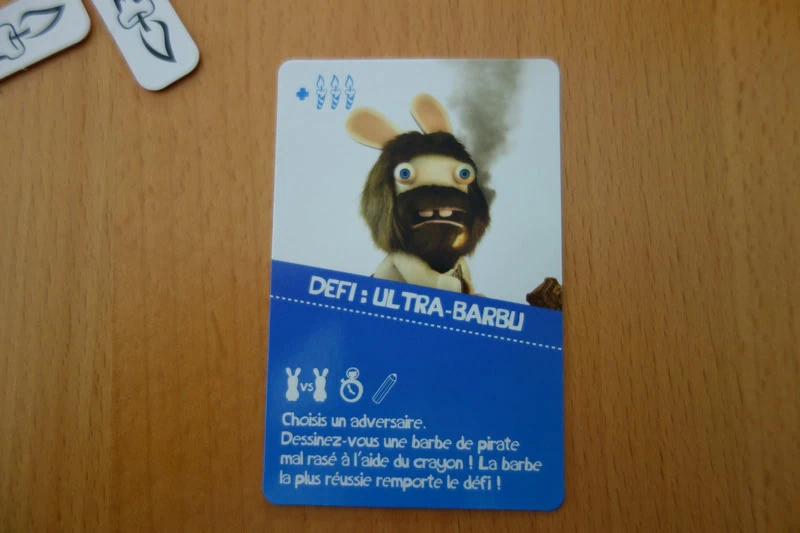 DEFI : ULTRA-BARBU
VS
Choisis un adversaire.
Dessinez-vous une barbe de pirate
mal rasé à l'aide du crayon ! La barbe
la plus réussie remporte le défi !